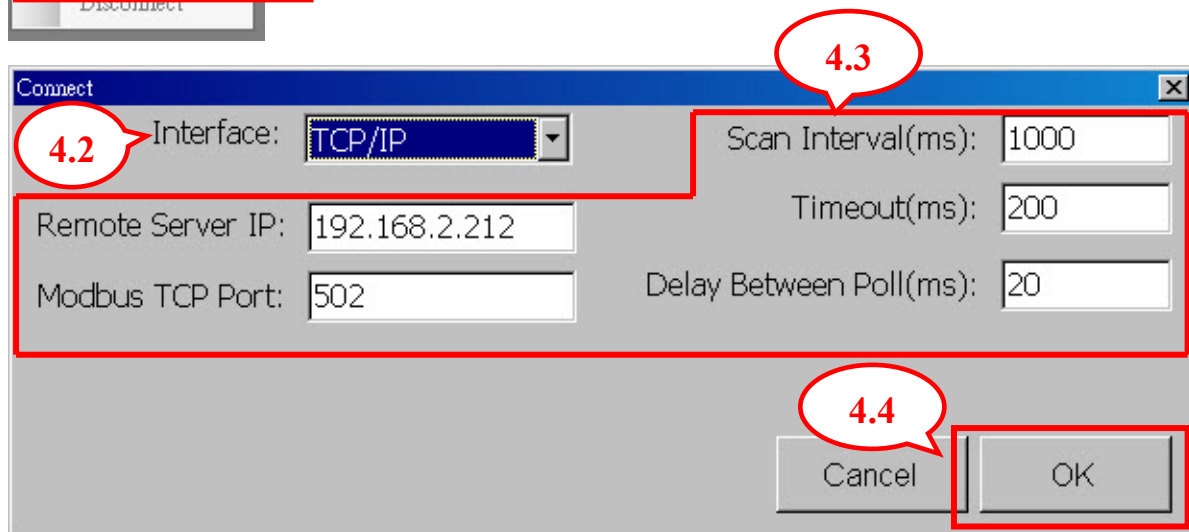 Disconnect
4.3
Connect
4.2
Interface: TCP/IP
Scan Interval(ms): 1000
Remote Server IP: 192.168.2.212
Timeout(ms): 200
Modbus TCP Port: 502
Delay Between Poll(ms): 20
4.4
Cancel
OK